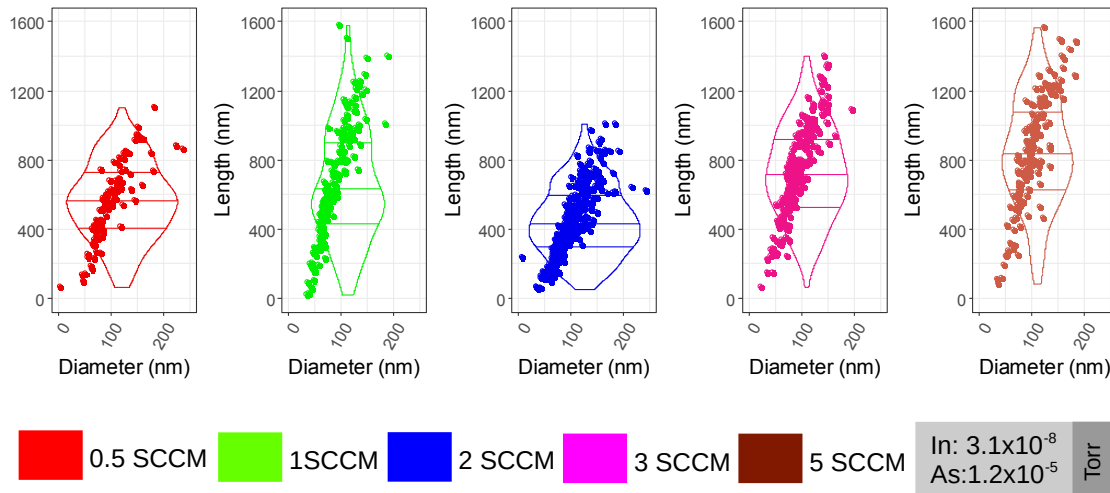 1600
1200
800
400
0
0
100
200
Diameter (nm)
Length (nm)
1600
1200
800
400
0
0
100
200
Diameter (nm)
Length (nm)
1600
1200
800
400
0
0
100
200
Diameter (nm)
Length (nm)
1600
1200
800
400
0
0
100
200
Diameter (nm)
Length (nm)
1600
1200
800
400
0
0
100
200
Diameter (nm)
0.5 SCCM
1SCCM
2 SCCM
3 SCCM
5 SCCM
In: 3.1x10⁻⁸
As:1.2x10⁻⁵
Torr